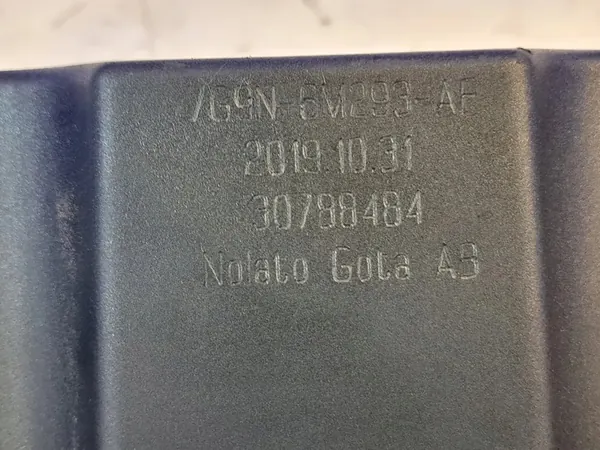 7G9N-6M293-AF
2019.10.31
30788484
Nolato Gota AB